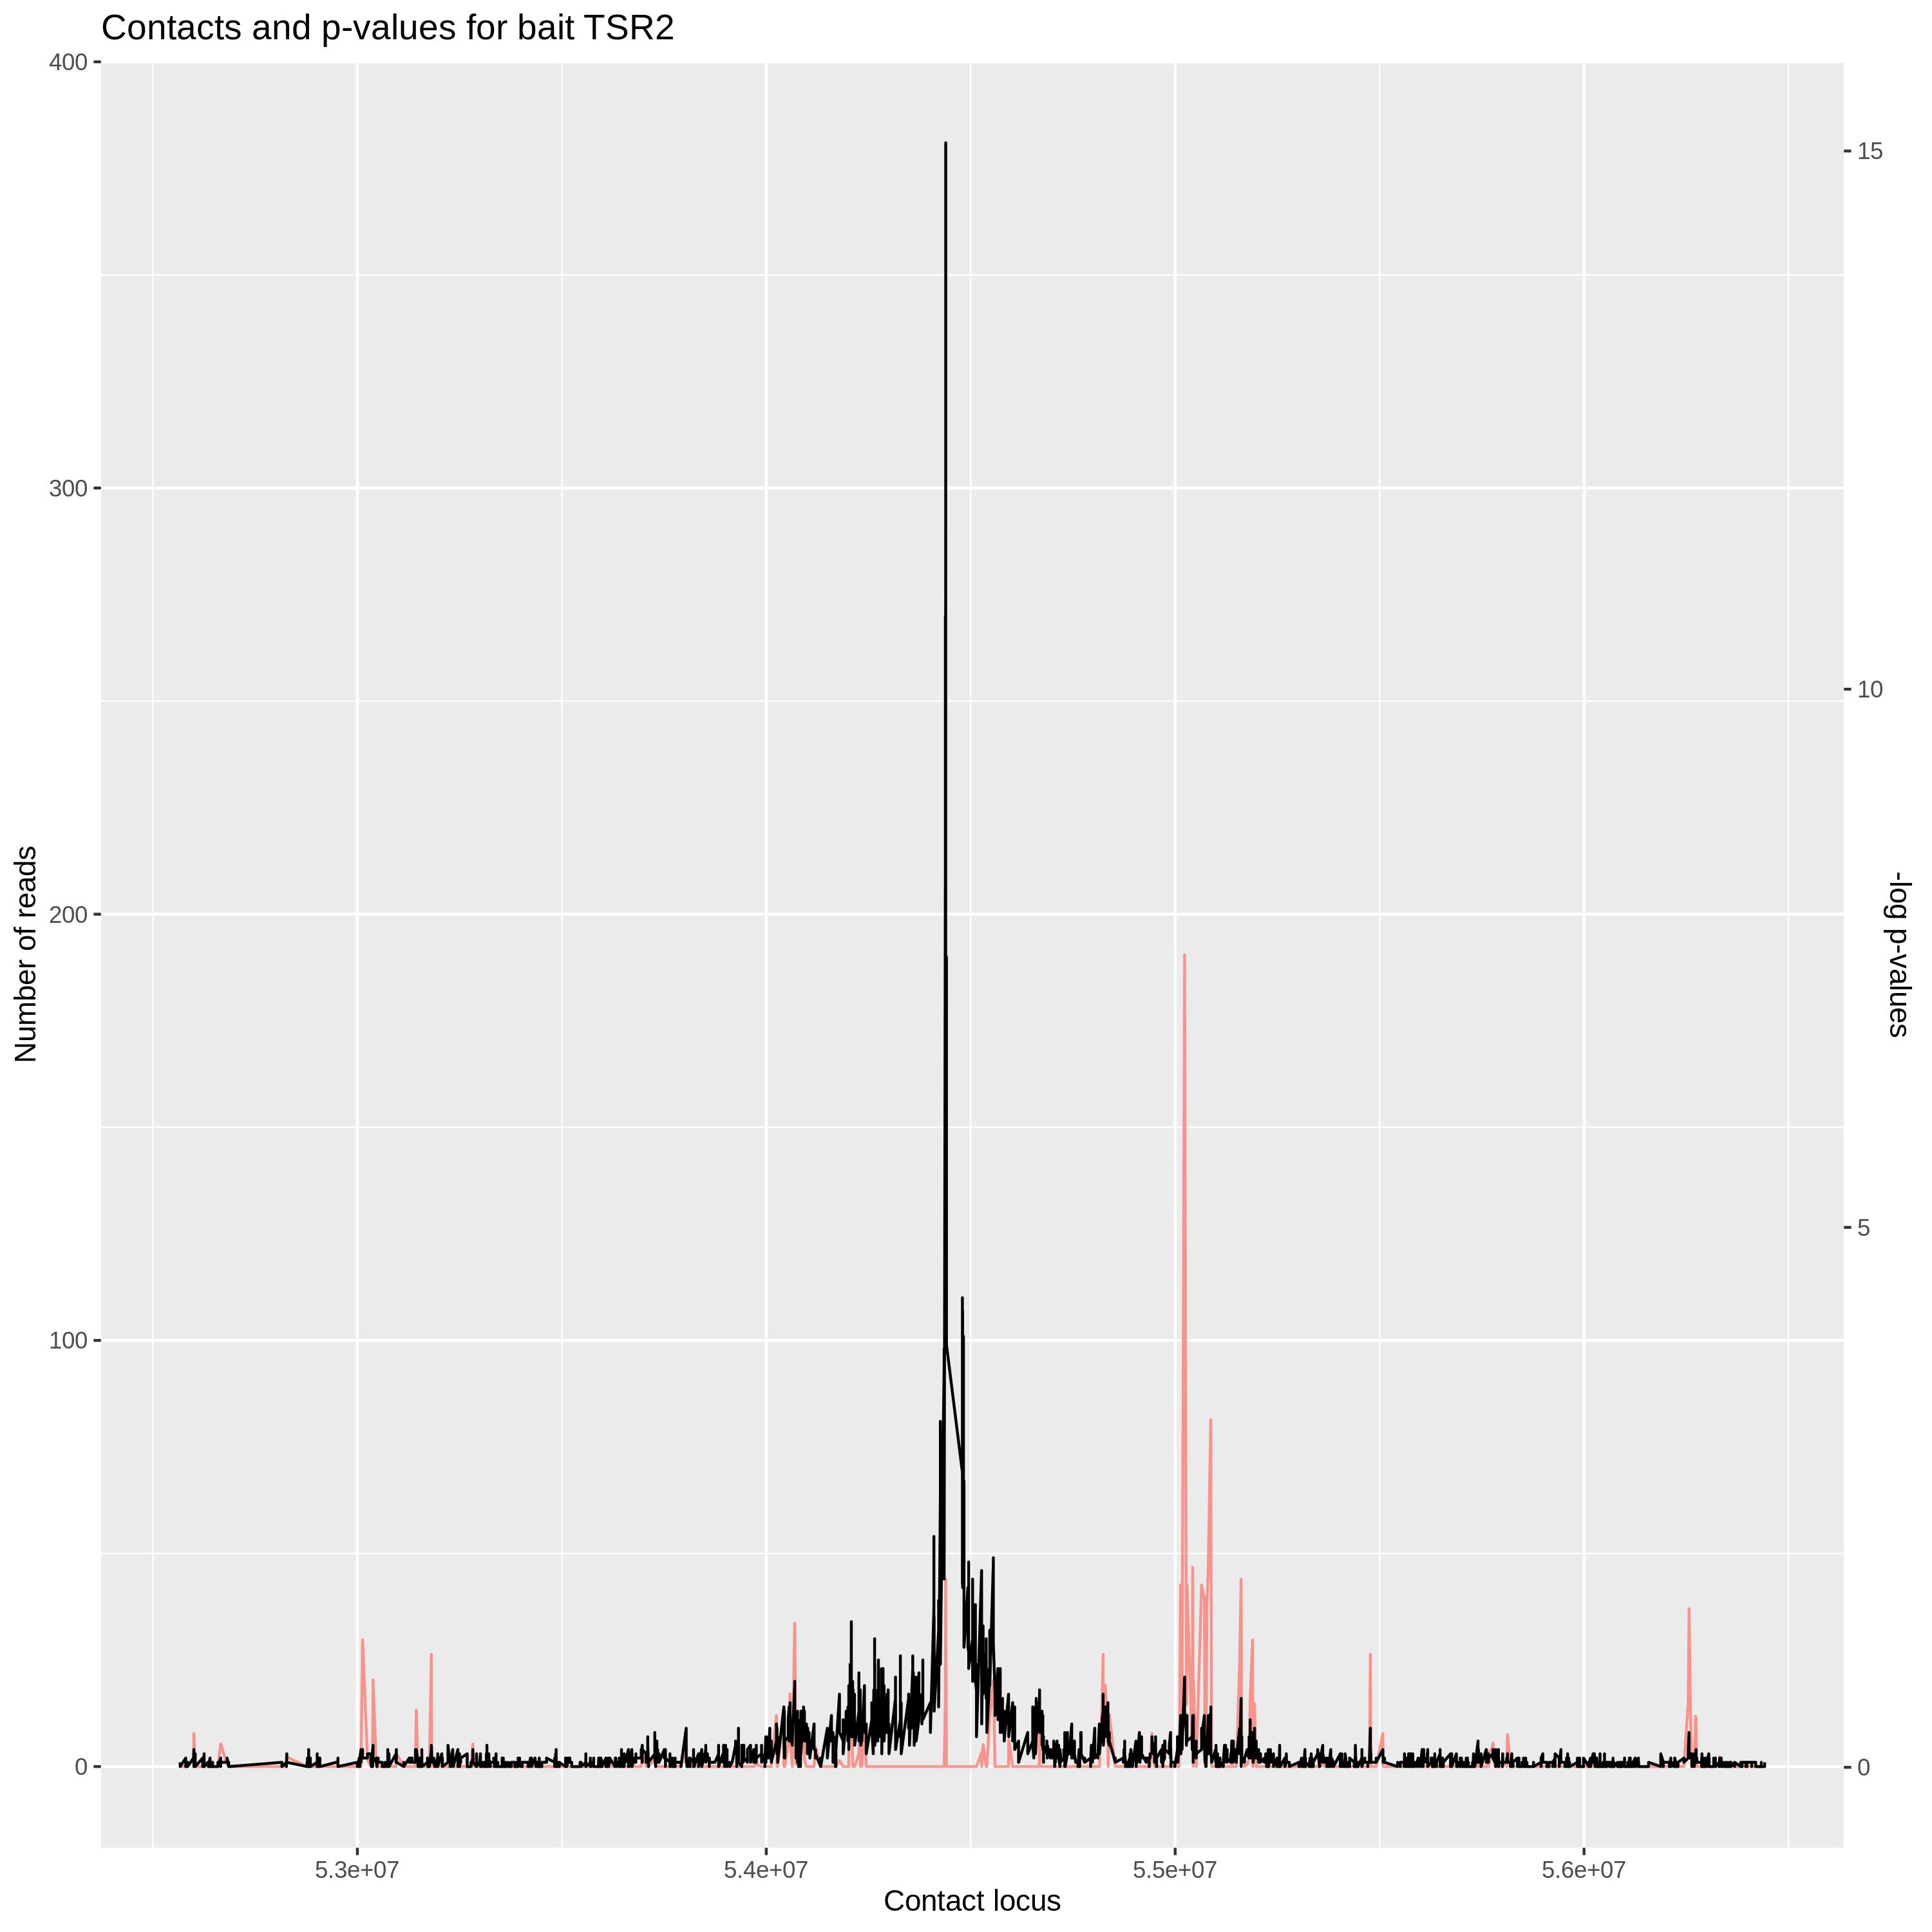 Contacts and p-values for bait TSR2
400
300
200
100
0
Number of reads
15
10
5
0
-log p-values
5.3e+07
5.4e+07
5.5e+07
5.6e+07
Contact locus